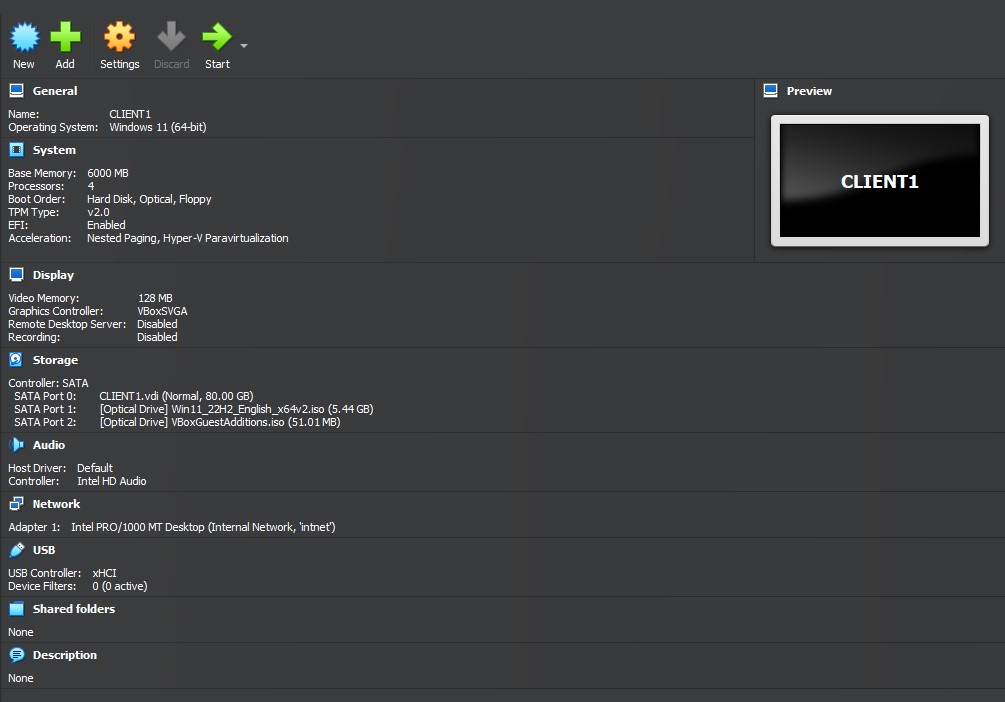 New Add Settings Discard Start
General
Name: CLIENT1
Operating System: Windows 11 (64-bit)
System
Base Memory: 6000 MB
Processors: 4
Boot Order: Hard Disk, Optical, Floppy
TPM Type: v2.0
EFI: Enabled
Acceleration: Nested Paging, Hyper-V Paravirtualization
Preview
CLIENT1
Display
Video Memory: 128 MB
Graphics Controller: VBoxSVGA
Remote Desktop Server: Disabled
Recording: Disabled
Storage
Controller: SATA
SATA Port 0: CLIENT1.vdi (Normal, 80.00 GB)
SATA Port 1: [Optical Drive] Win11_22H2_English_x64v2.iso (5.44 GB)
SATA Port 2: [Optical Drive] VBoxGuestAdditions.iso (51.01 MB)
Audio
Host Driver: Default
Controller: Intel HD Audio
Network
Adapter 1: Intel PRO/1000 MT Desktop (Internal Network, 'intnet')
USB
USB Controller: xHCI
Device Filters: 0 (0 active)
Shared folders
None
Description
None